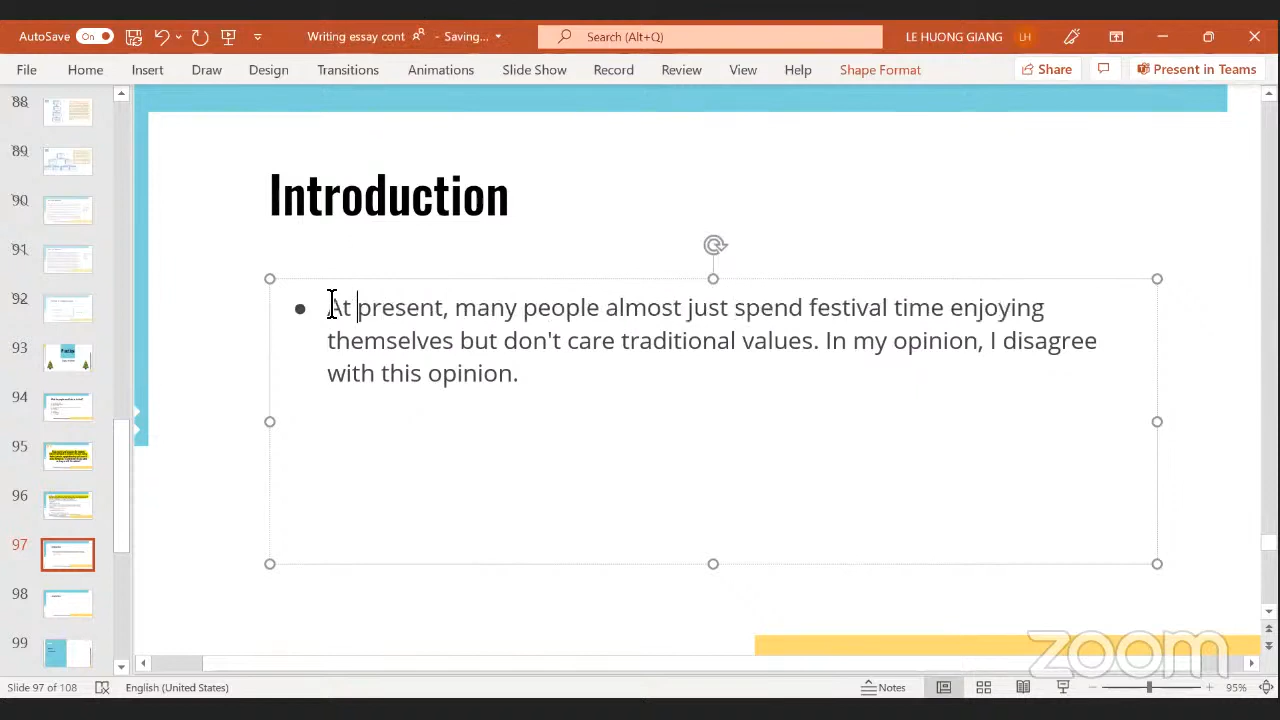 AutoSave On Writing essay cont - Saving... Search (Alt+Q) LE HUONG GIANG LH
File Home Insert Draw Design Transitions Animations Slide Show Record Review View Help Shape Format Share Present in Teams
88
89
90
91
92
93
94
95
96
97
98
99
Introduction
● At present, many people almost just spend festival time enjoying
themselves but don't care traditional values. In my opinion, I disagree
with this opinion.
zoom
Slide 97 of 108 English (United States) Notes 95%